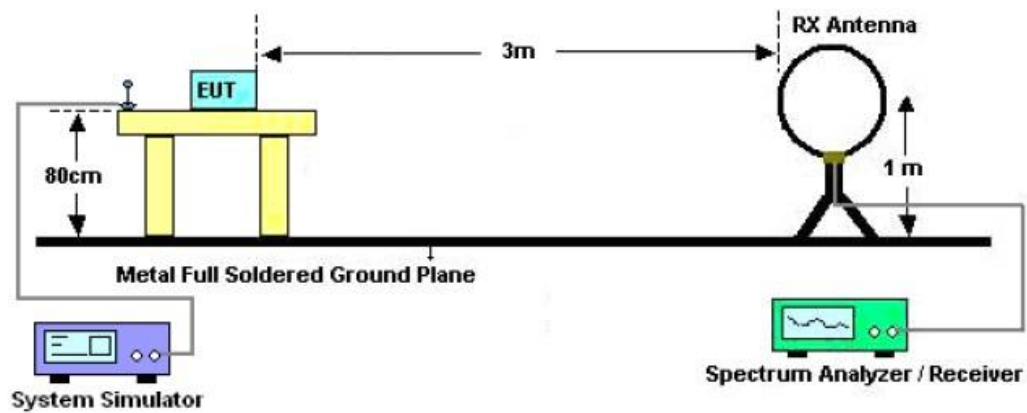 RX Antenna
3m
EUT
80cm
1 m
Metal Full Soldered Ground Plane
System Simulator
Spectrum Analyzer / Receiver